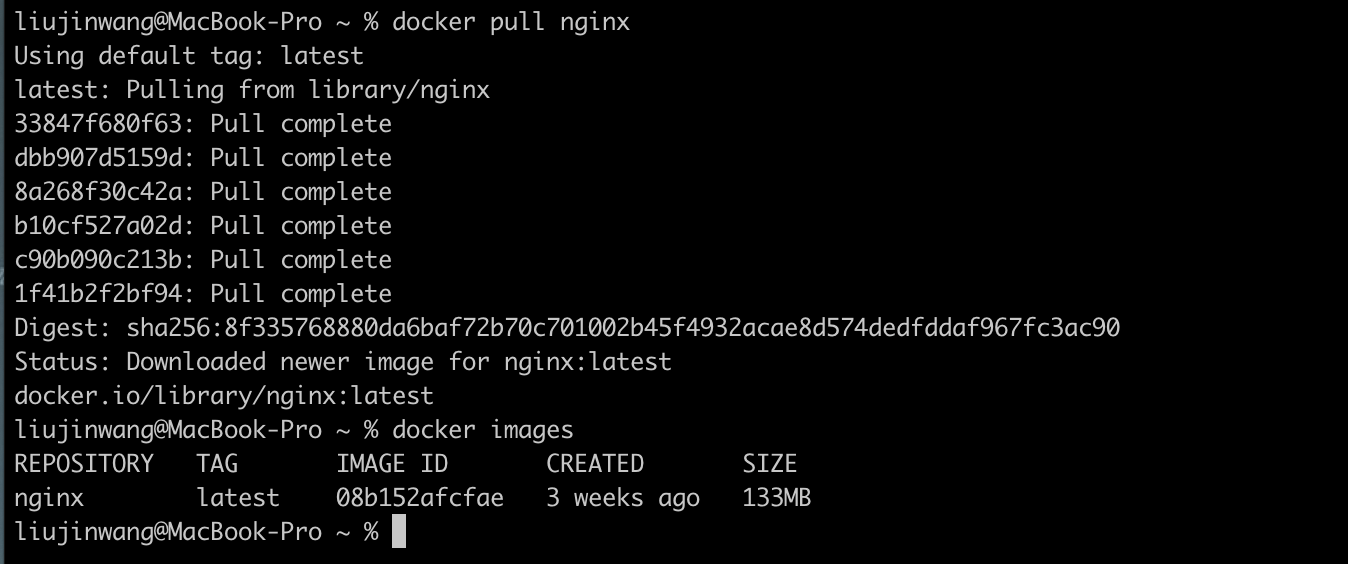 liujinwang@MacBook-Pro ~ % docker pull nginx
Using default tag: latest
latest: Pulling from library/nginx
33847f680f63: Pull complete
dbb907d5159d: Pull complete
8a268f30c42a: Pull complete
b10cf527a02d: Pull complete
c90b090c213b: Pull complete
1f41b2f2bf94: Pull complete
Digest: sha256:8f335768880da6baf72b70c701002b45f4932acae8d574dedfddaf967fc3ac90
Status: Downloaded newer image for nginx:latest
docker.io/library/nginx:latest
liujinwang@MacBook-Pro ~ % docker images
REPOSITORY   TAG       IMAGE ID       CREATED       SIZE
nginx        latest    08b152afcfae   3 weeks ago   133MB
liujinwang@MacBook-Pro ~ %